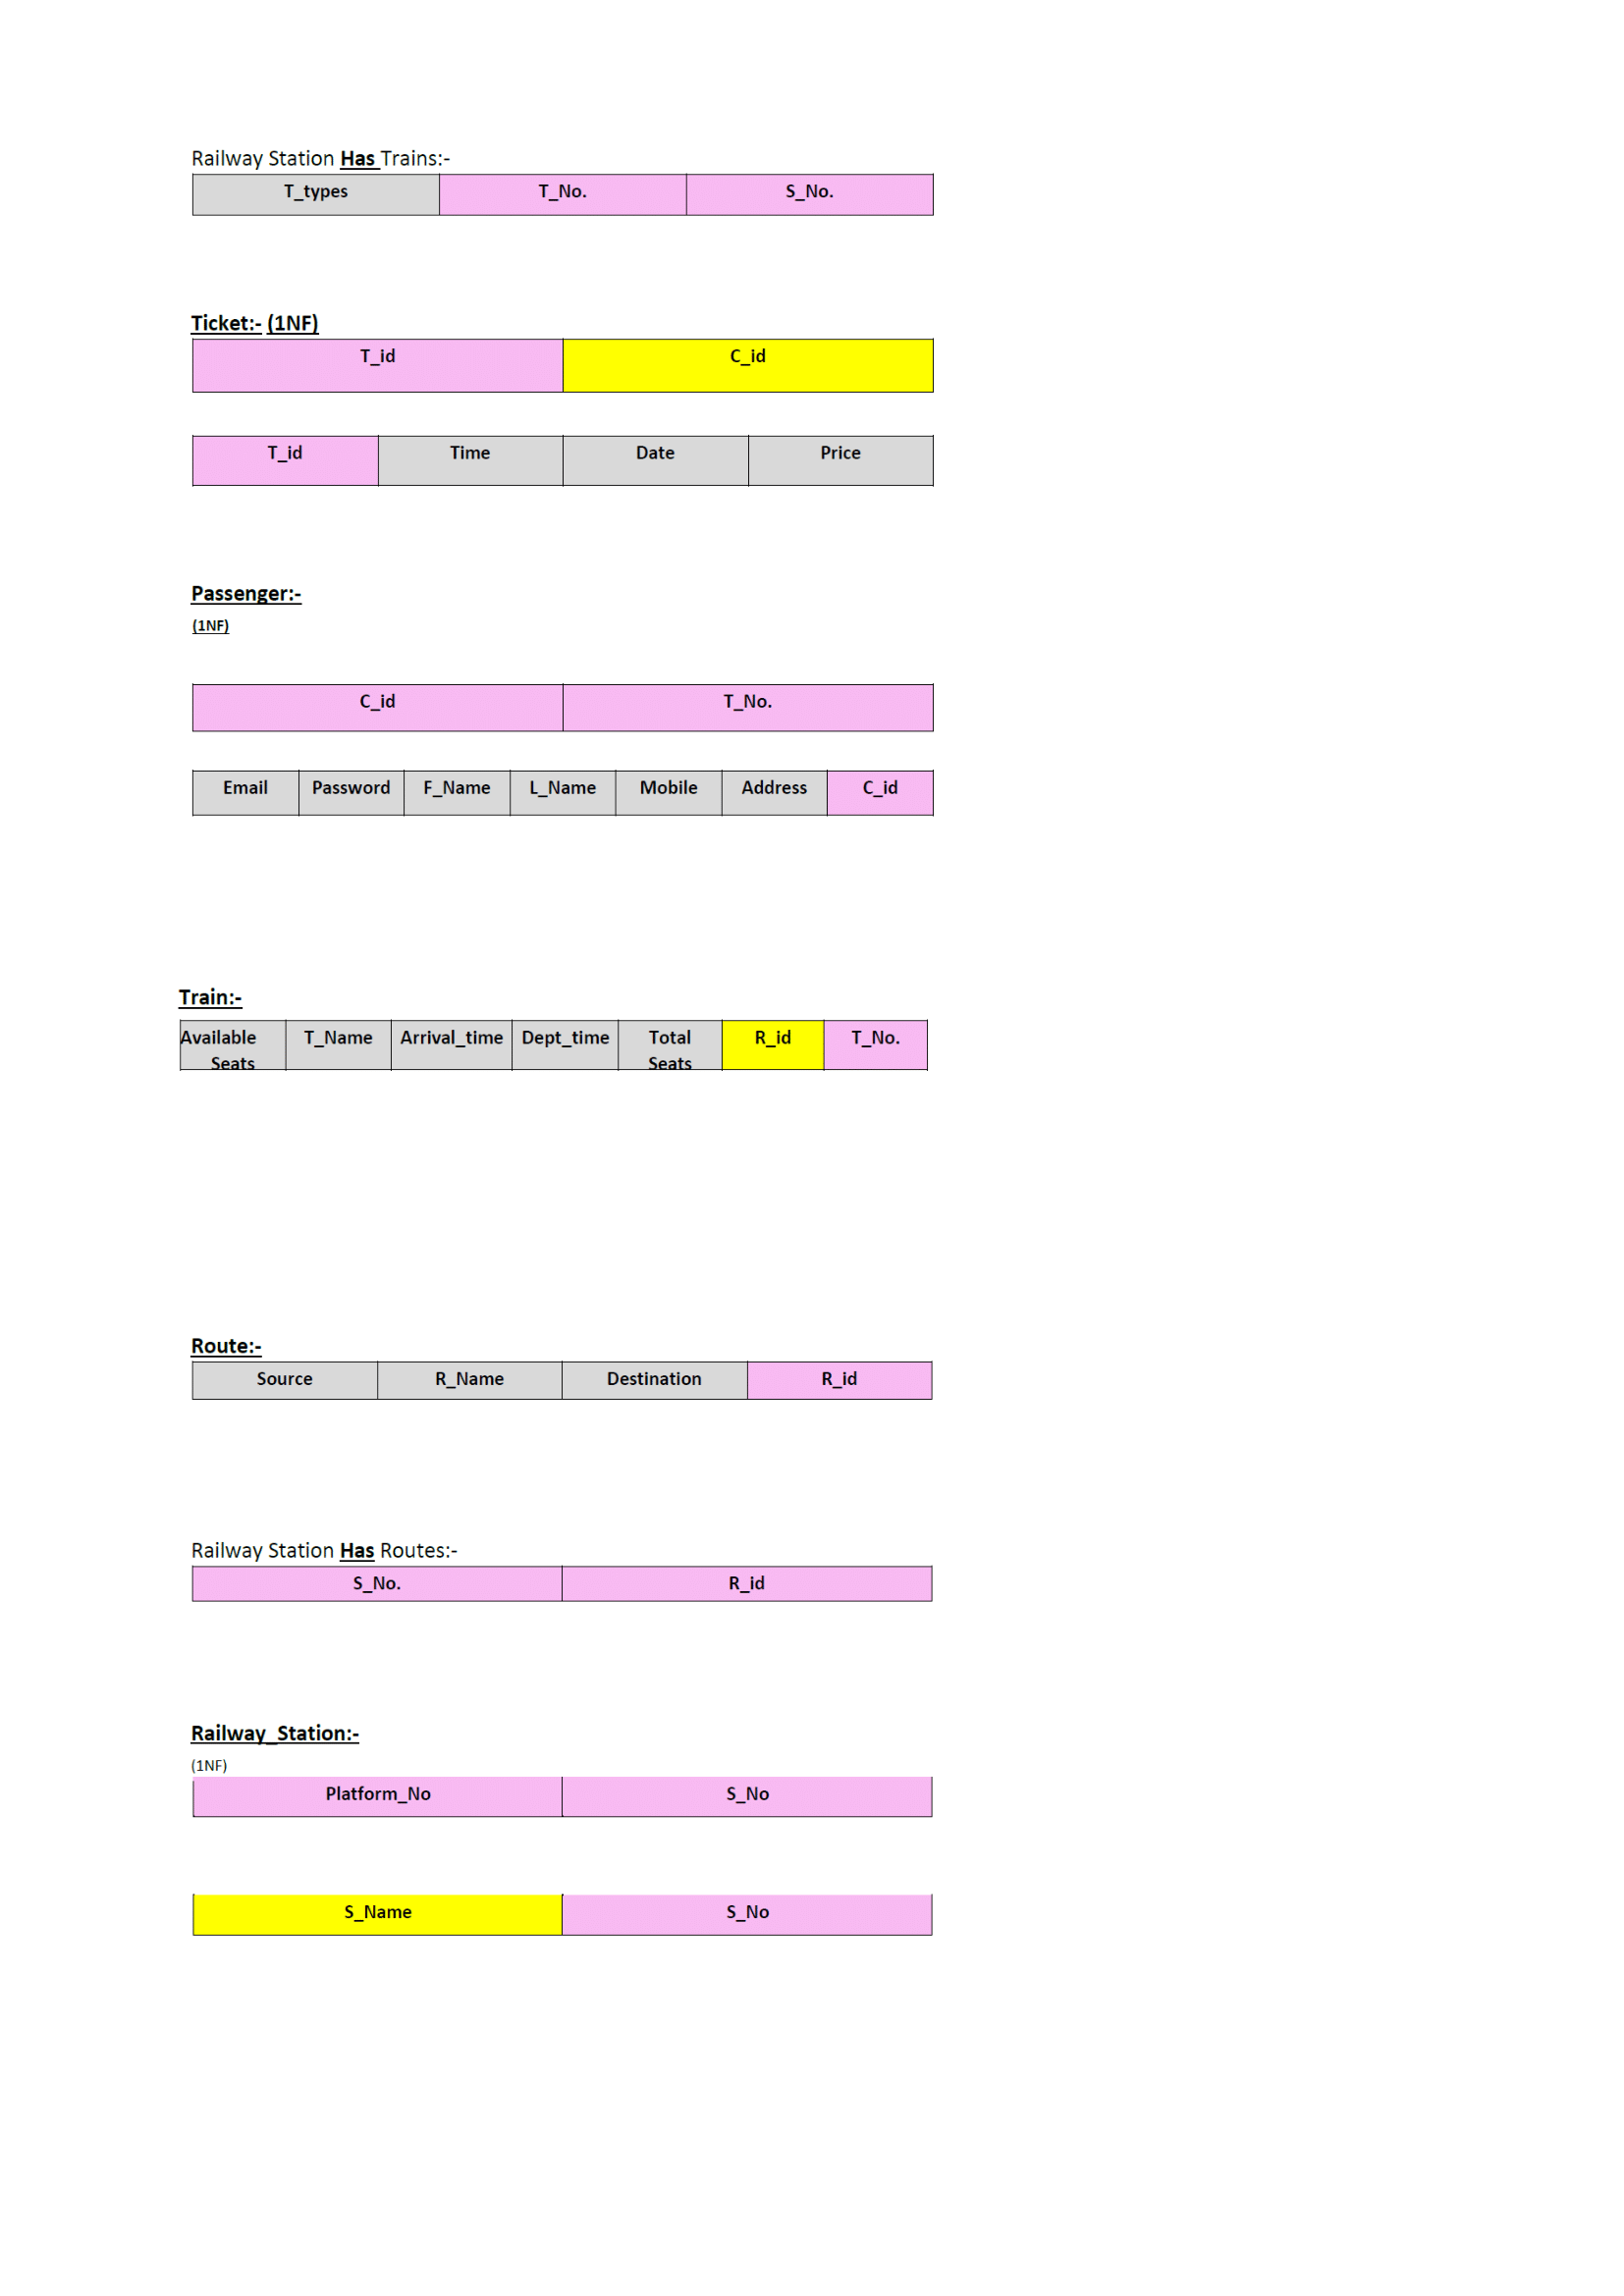 Railway Station Has Trains:-
T_types T_No. S_No.
Ticket:- (1NF)
T_id C_id
T_id Time Date Price
Passenger:-
(1NF)
C_id T_No.
Email Password F_Name L_Name Mobile Address C_id
Train:-
Available T_Name Arrival_time Dept_time Total R_id T_No.
Seats Seats
Route:-
Source R_Name Destination R_id
Railway Station Has Routes:-
S_No. R_id
Railway_Station:-
(1NF)
Platform_No S_No
S_Name S_No